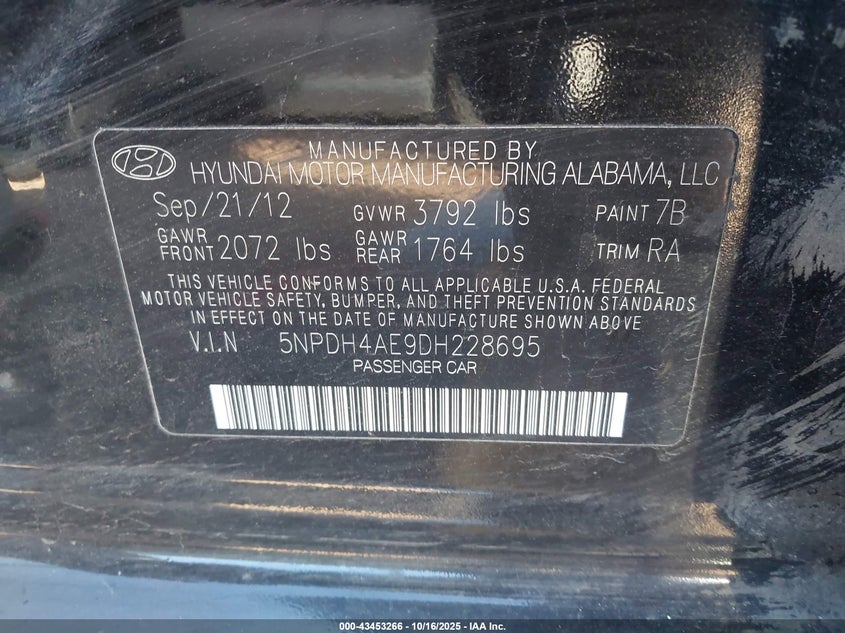 MANUFACTURED BY
HYUNDAI MOTOR MANUFACTURING ALABAMA, LLC
Sep/21/12 GVWR 3792 lbs PAINT 7B
GAWR FRONT 2072 lbs GAWR REAR 1764 lbs TRIM RA
THIS VEHICLE CONFORMS TO ALL APPLICABLE U.S.A. FEDERAL
MOTOR VEHICLE SAFETY, BUMPER, AND THEFT PREVENTION STANDARDS
IN EFFECT ON THE DATE OF MANUFACTURE SHOWN ABOVE
V.I.N 5NPDH4AE9DH228695
PASSENGER CAR
000-43453266 - 10/16/2025 - IAA Inc.